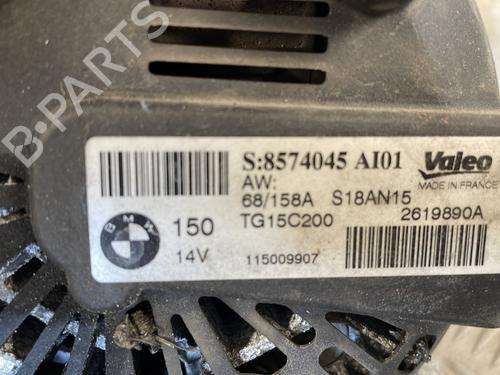 B-PARTS
S:8574045 AI01
Valeo
AW:
MADE IN FRANCE
68/158A S18AN15
150 TG15C200 2619890A
BMW
14V 115009907